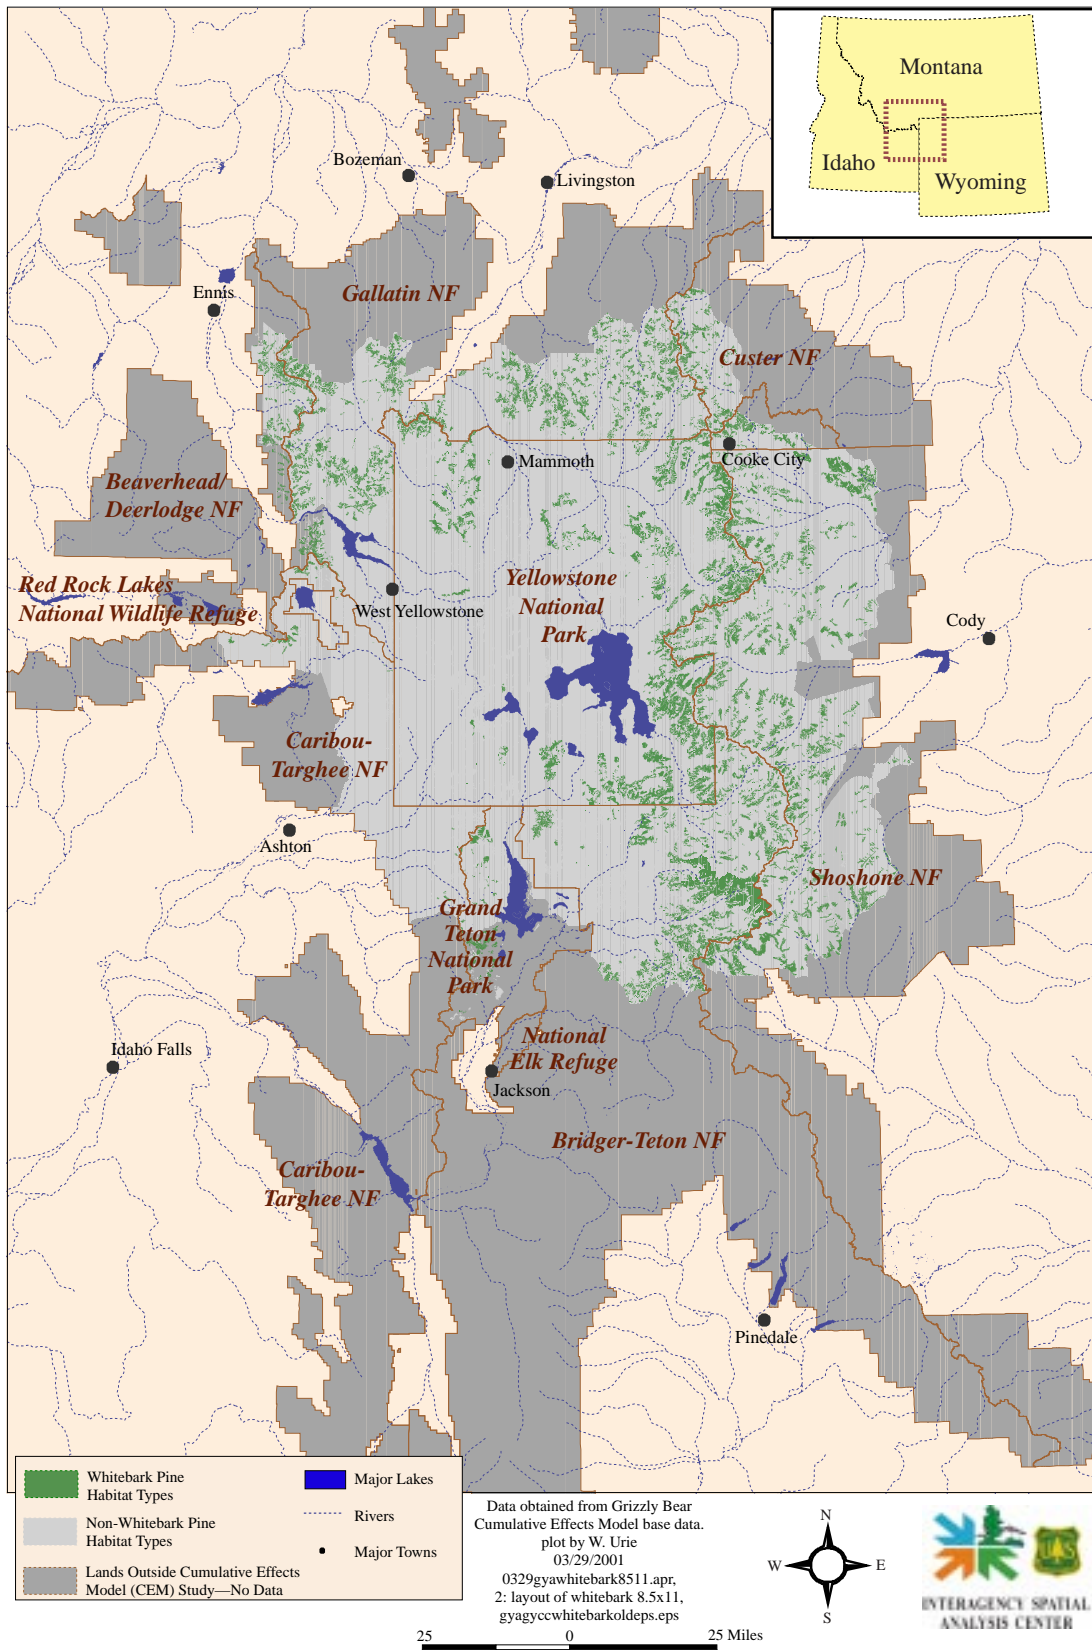 Montana
Idaho
Wyoming
Bozeman
Livingston
Ennis
Gallatin NF
Custer NF
Mammoth
Cooke City
Beaverhead/
Deerlodge NF
Red Rock Lakes
National Wildlife Refuge
West Yellowstone
Yellowstone
National
Park
Cody
Caribou-
Targhee NF
Ashton
Shoshone NF
Grand
Teton
National
Park
Idaho Falls
National
Elk Refuge
Jackson
Bridger-Teton NF
Caribou-
Targhee NF
Pinedale
Whitebark Pine
Habitat Types
Non-Whitebark Pine
Habitat Types
Lands Outside Cumulative Effects
Model (CEM) Study—No Data
Major Lakes
Rivers
Major Towns
Data obtained from Grizzly Bear
Cumulative Effects Model base data.
plot by W. Urie
03/29/2001
0329gyawhitebark8511.apr,
2: layout of whitebark 8.5x11,
gyagyccwhitebarkoldeps.eps
N
W
E
S
UAS
INTERAGENCY SPATIAL
ANALYSIS CENTER
25
0
25 Miles